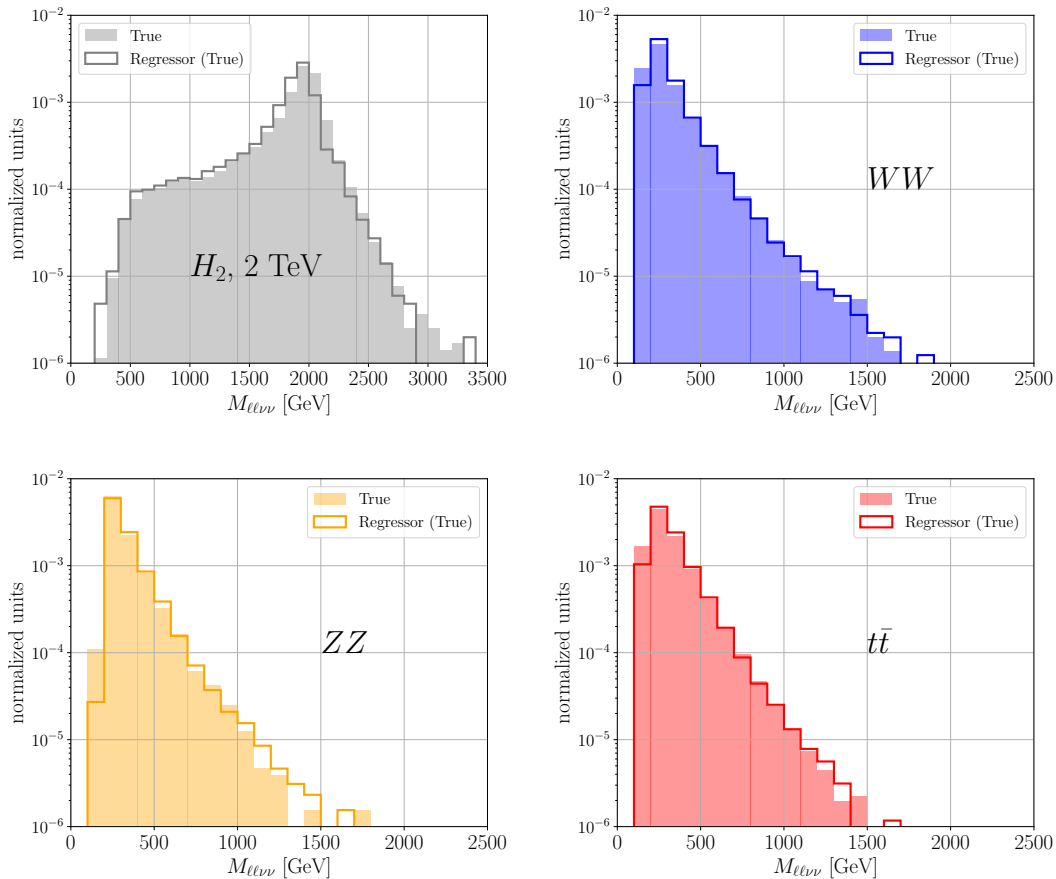 10⁻²
10⁻³
10⁻⁴
10⁻⁵
10⁻⁶
normalized units
True
Regressor (True)
H₂, 2 TeV
0 500 1000 1500 2000 2500 3000 3500
M_ℓℓνν [GeV]
10⁻²
10⁻³
10⁻⁴
10⁻⁵
10⁻⁶
normalized units
True
Regressor (True)
WW
0 500 1000 1500 2000 2500
M_ℓℓνν [GeV]
10⁻²
10⁻³
10⁻⁴
10⁻⁵
10⁻⁶
normalized units
True
Regressor (True)
ZZ
0 500 1000 1500 2000 2500
M_ℓℓνν [GeV]
10⁻²
10⁻³
10⁻⁴
10⁻⁵
10⁻⁶
normalized units
True
Regressor (True)
tt̄
0 500 1000 1500 2000 2500
M_ℓℓνν [GeV]